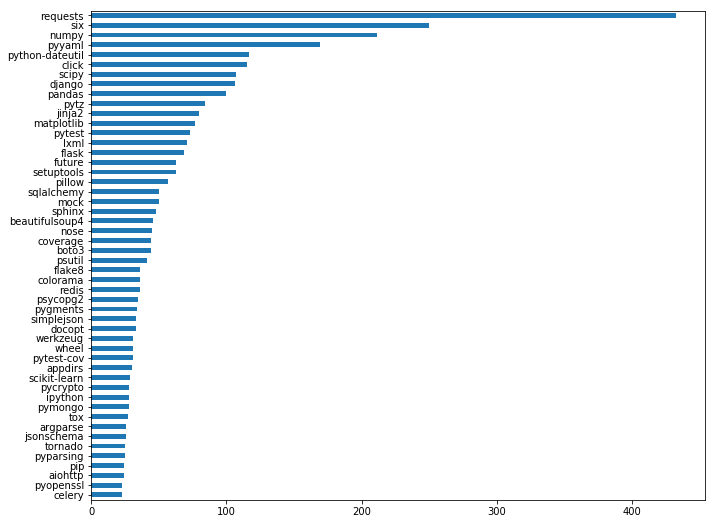 requests
six
numpy
pyyaml
python-dateutil
click
scipy
django
pandas
pytz
jinja2
matplotlib
pytest
lxml
flask
future
setuptools
pillow
sqlalchemy
mock
sphinx
beautifulsoup4
nose
coverage
boto3
psutil
flake8
colorama
redis
psycopg2
pygments
simplejson
docopt
werkzeug
wheel
pytest-cov
appdirs
scikit-learn
pycrypto
ipython
pymongo
tox
argparse
jsonschema
tornado
pyparsing
pip
aiohttp
pyopenssl
celery
0 100 200 300 400